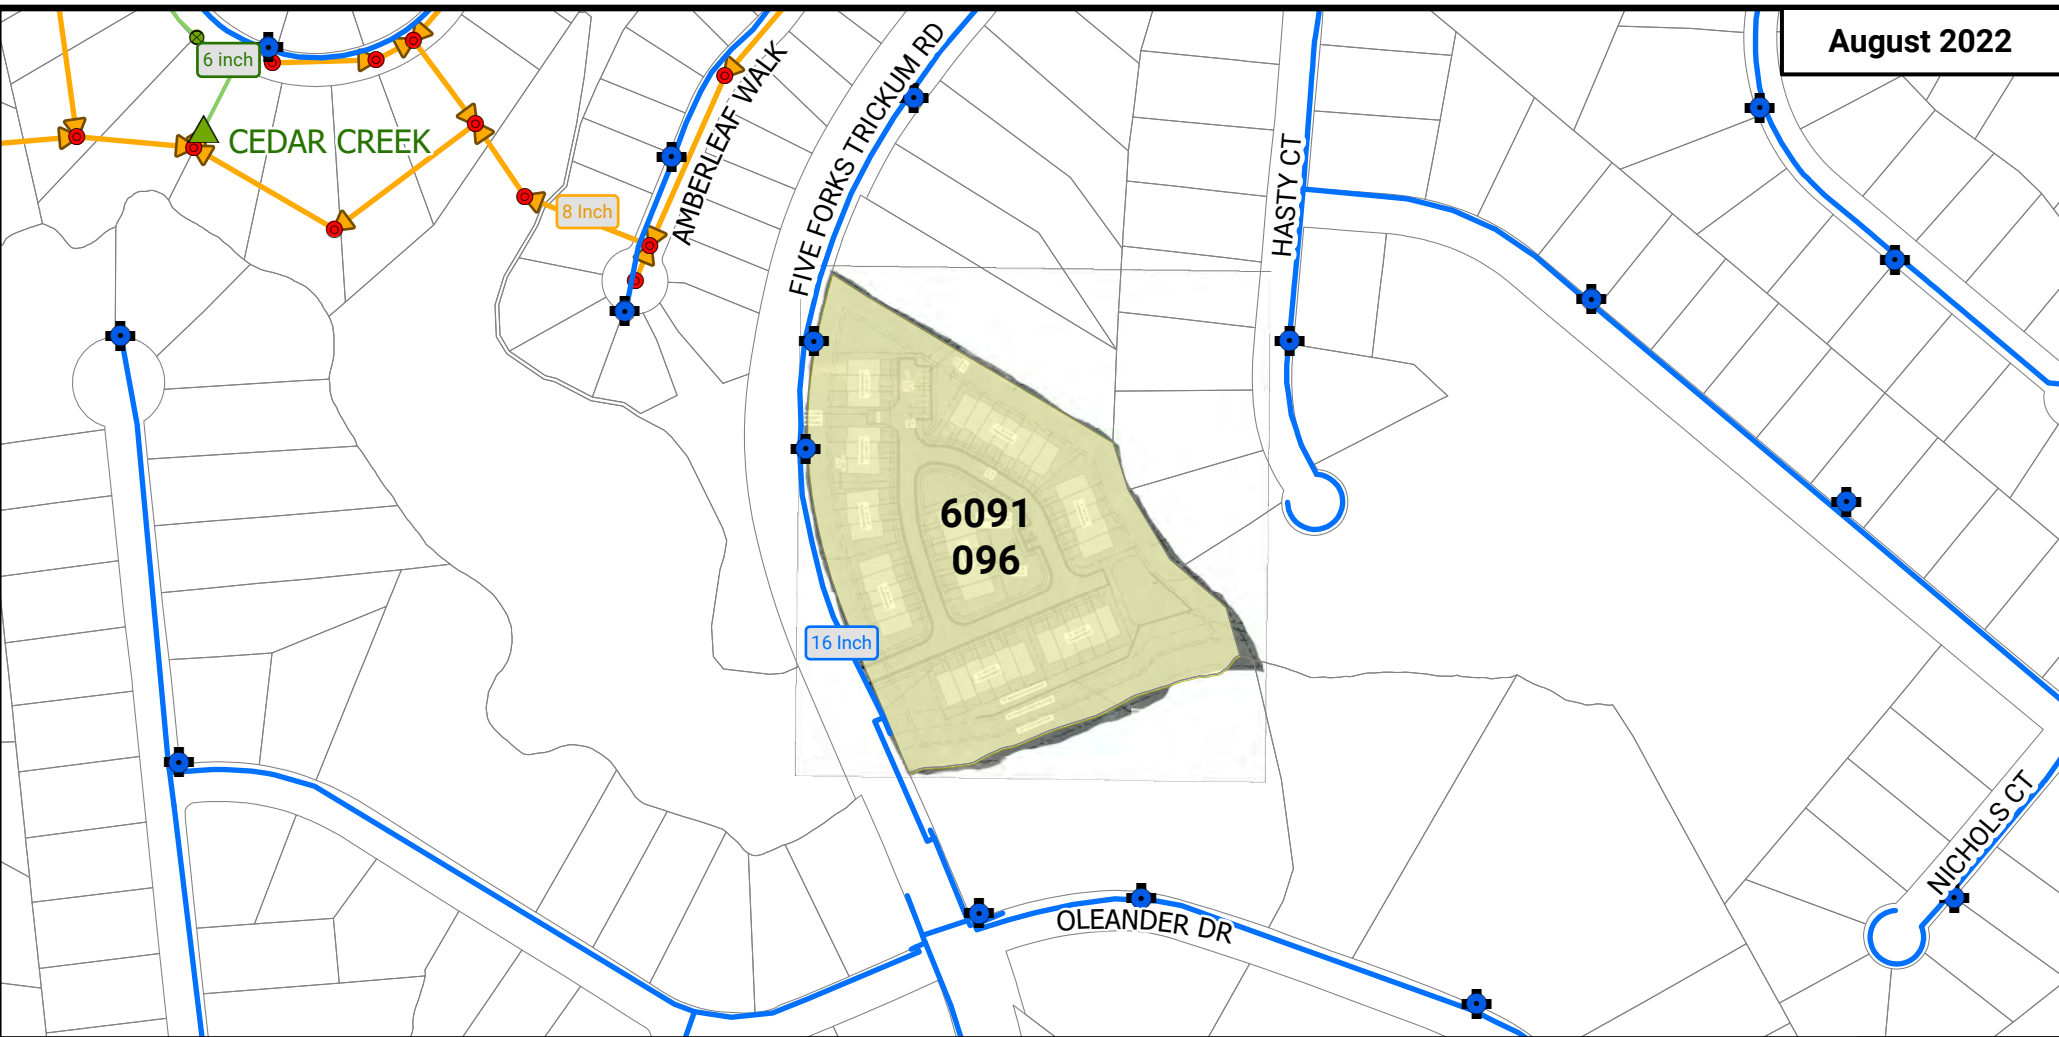 August 2022
6 inch
CEDAR CREEK
8 Inch
AMBERLEAF WALK
FIVE FORKS TRICKUM RD
HASTY CT
6091
096
16 Inch
OLEANDER DR
NICHOLS CT